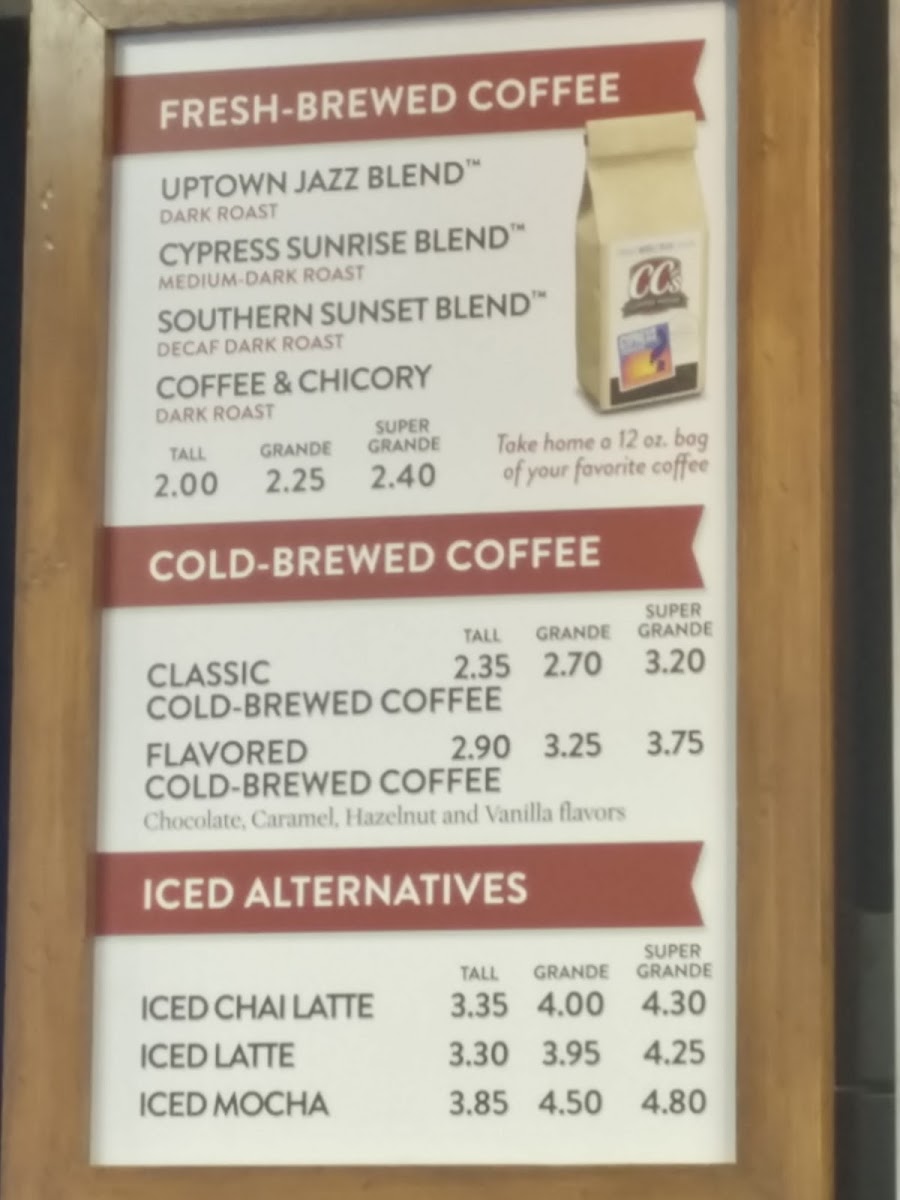 FRESH-BREWED COFFEE
UPTOWN JAZZ BLEND™
DARK ROAST
CYPRESS SUNRISE BLEND™
MEDIUM-DARK ROAST
SOUTHERN SUNSET BLEND™
DECAF DARK ROAST
COFFEE & CHICORY
DARK ROAST
TALL GRANDE SUPER GRANDE
2.00 2.25 2.40
CC's
Take home a 12 oz. bag
of your favorite coffee
COLD-BREWED COFFEE
TALL GRANDE SUPER GRANDE
CLASSIC 2.35 2.70 3.20
COLD-BREWED COFFEE
FLAVORED 2.90 3.25 3.75
COLD-BREWED COFFEE
Chocolate, Caramel, Hazelnut and Vanilla flavors
ICED ALTERNATIVES
TALL GRANDE SUPER GRANDE
ICED CHAI LATTE 3.35 4.00 4.30
ICED LATTE 3.30 3.95 4.25
ICED MOCHA 3.85 4.50 4.80